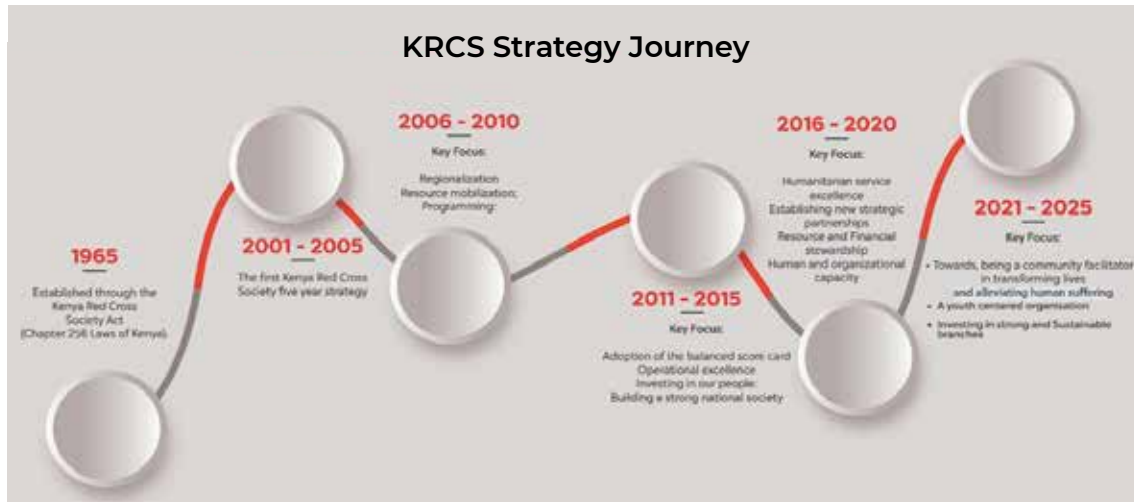 KRCS Strategy Journey
1965
Established through the
Kenya Red Cross
Society Act
(Chapter 256 Laws of Kenya)
2001 - 2005
The first Kenya Red Cross
Society five year strategy
2006 - 2010
Key Focus:
Regionalization
Resource mobilization;
Programming:
2011 - 2015
Key Focus:
Adoption of the balanced score card
Operational excellence
Investing in our people:
Building a strong national society
2016 - 2020
Key Focus:
Humanitarian service
excellence
Establishing new strategic
partnerships
Resource and Financial
stewardship
Human and organizational
capacity
2021 - 2025
Key Focus:
• Towards, being a community facilitator
in transforming lives
and alleviating human suffering
• A youth centered organisation
• Investing in strong and Sustainable
branches